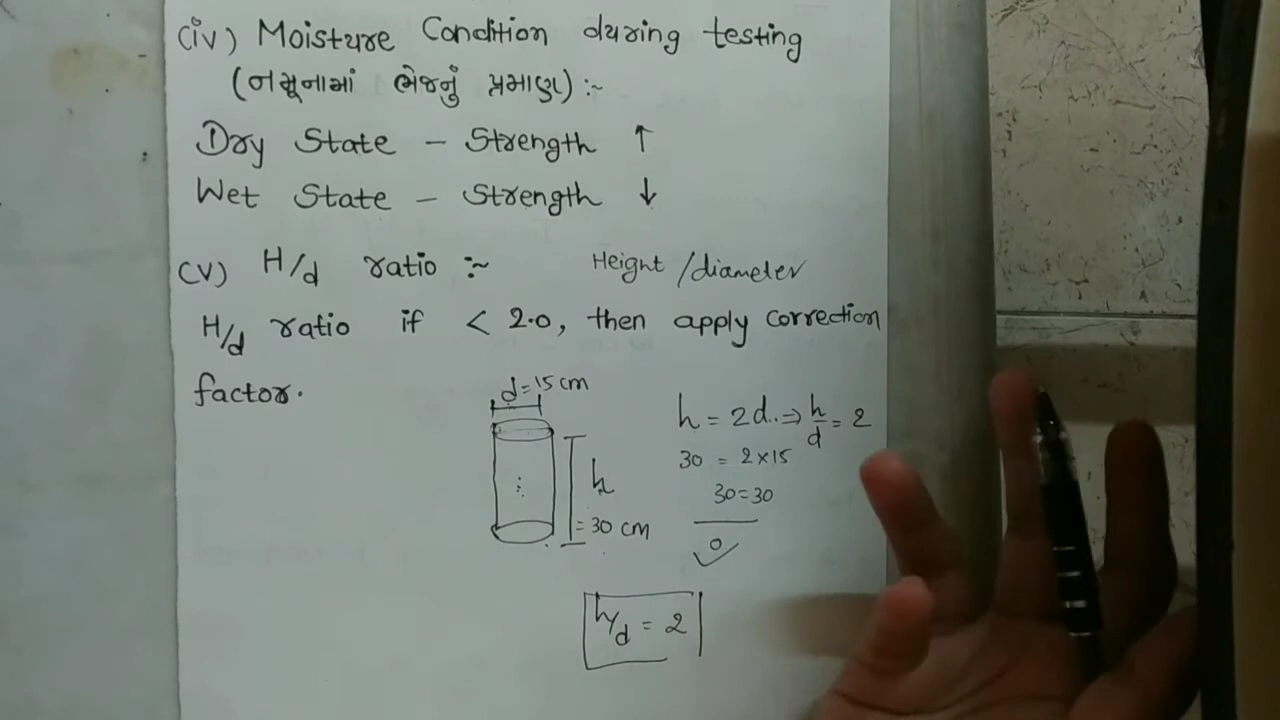 (iv) Moisture Condition during testing
(નમૂનામાં ભેજનું પ્રમાણ) :-
Dry State - Strength ↑
Wet State - Strength ↓
(V) H/d ratio :- Height/diameter
H/d ratio if < 2.0, then apply correction
factor.
d=15 cm
h
= 30 cm
h = 2d..⇒ h/d = 2
30 = 2×15
30=30
0
h/d = 2